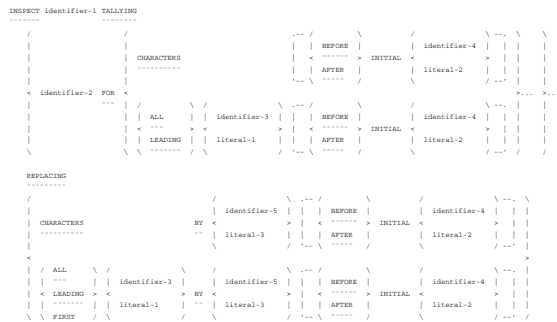 INSPECT identifier-1 TALLYING
BEFORE identifier-4
CHARACTERS INITIAL
AFTER literal-2
identifier-2 FOR ... ...
ALL identifier-3 BEFORE identifier-4
INITIAL
LEADING literal-1 AFTER literal-2
REPLACING
identifier-5 BEFORE identifier-4
CHARACTERS BY INITIAL
literal-3 AFTER literal-2
ALL
identifier-3 identifier-5 BEFORE identifier-4
LEADING BY INITIAL
literal-1 literal-3 AFTER literal-2
FIRST